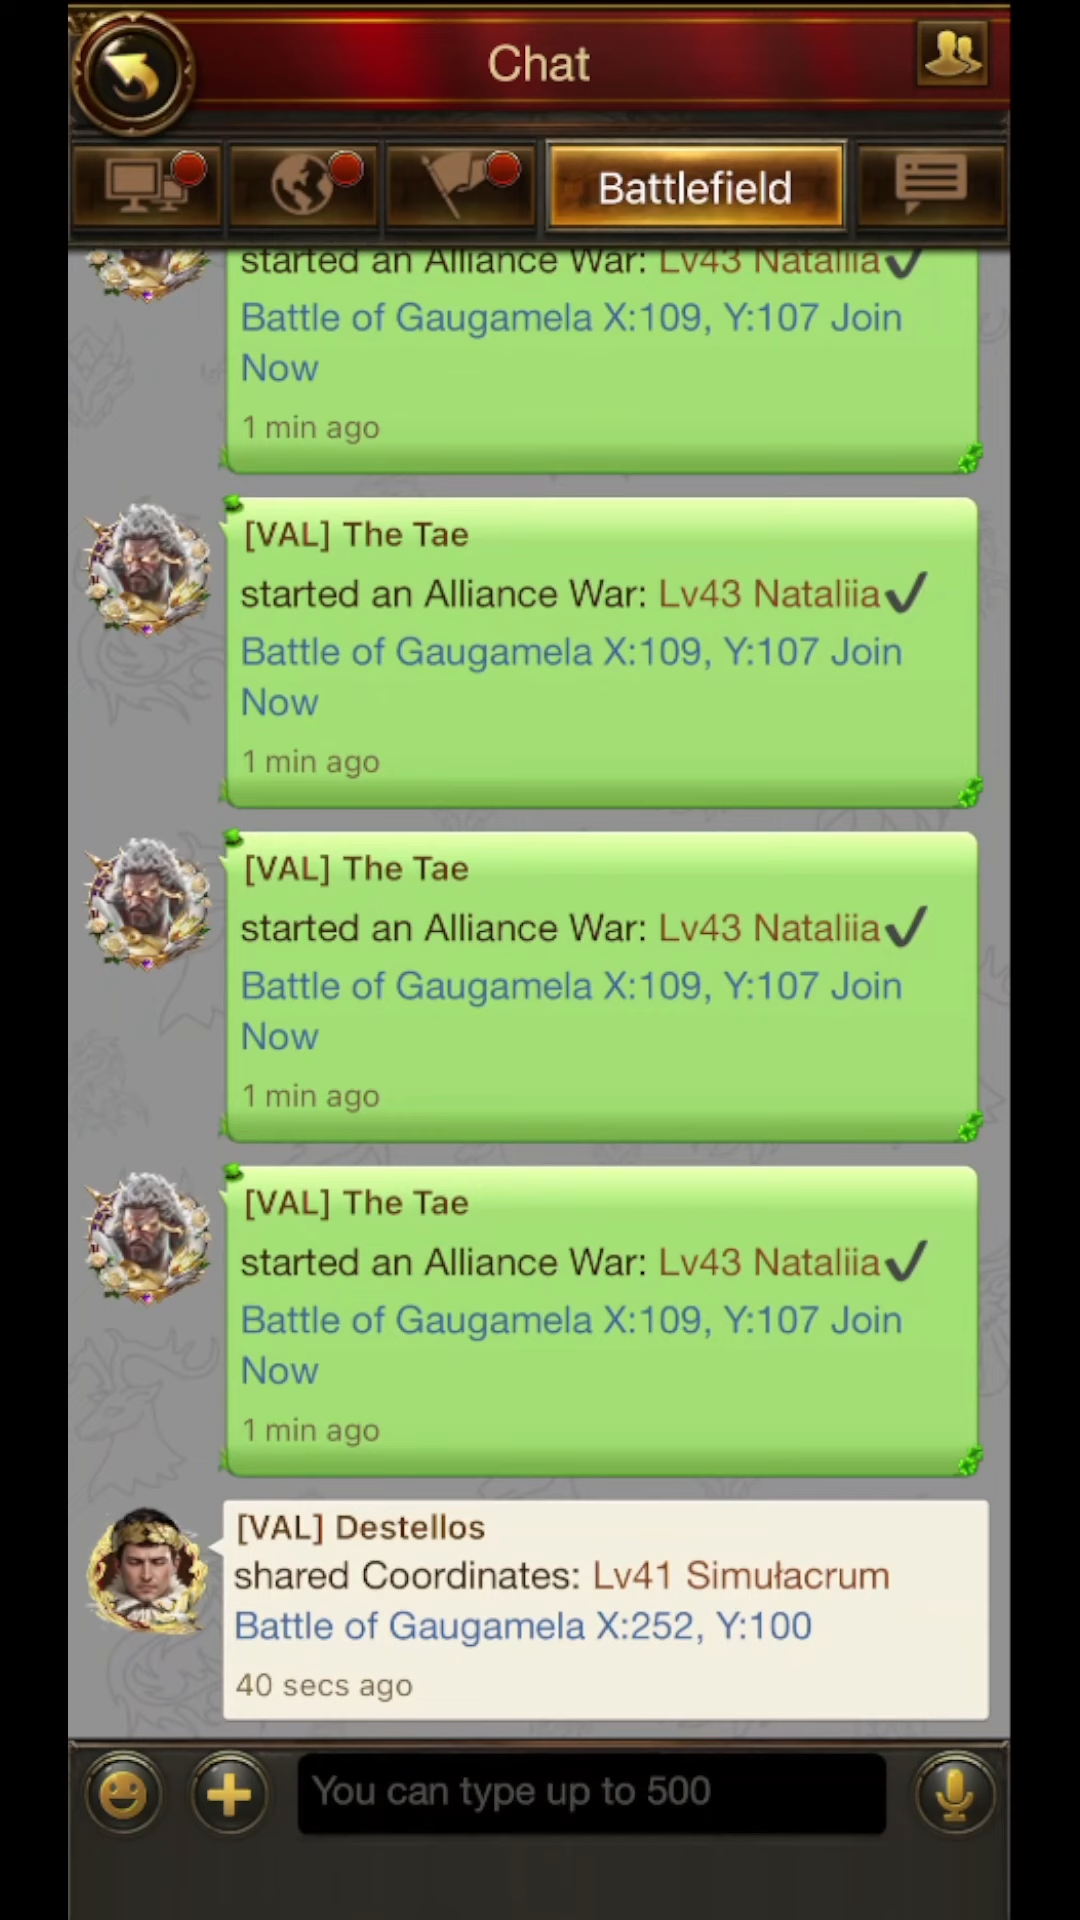 Chat
Battlefield
started an Alliance War: Lv43 Nataliia✔
Battle of Gaugamela X:109, Y:107 Join
Now
1 min ago
[VAL] The Tae
started an Alliance War: Lv43 Nataliia✔
Battle of Gaugamela X:109, Y:107 Join
Now
1 min ago
[VAL] The Tae
started an Alliance War: Lv43 Nataliia✔
Battle of Gaugamela X:109, Y:107 Join
Now
1 min ago
[VAL] The Tae
started an Alliance War: Lv43 Nataliia✔
Battle of Gaugamela X:109, Y:107 Join
Now
1 min ago
[VAL] Destellos
shared Coordinates: Lv41 Simułacrum
Battle of Gaugamela X:252, Y:100
40 secs ago
You can type up to 500